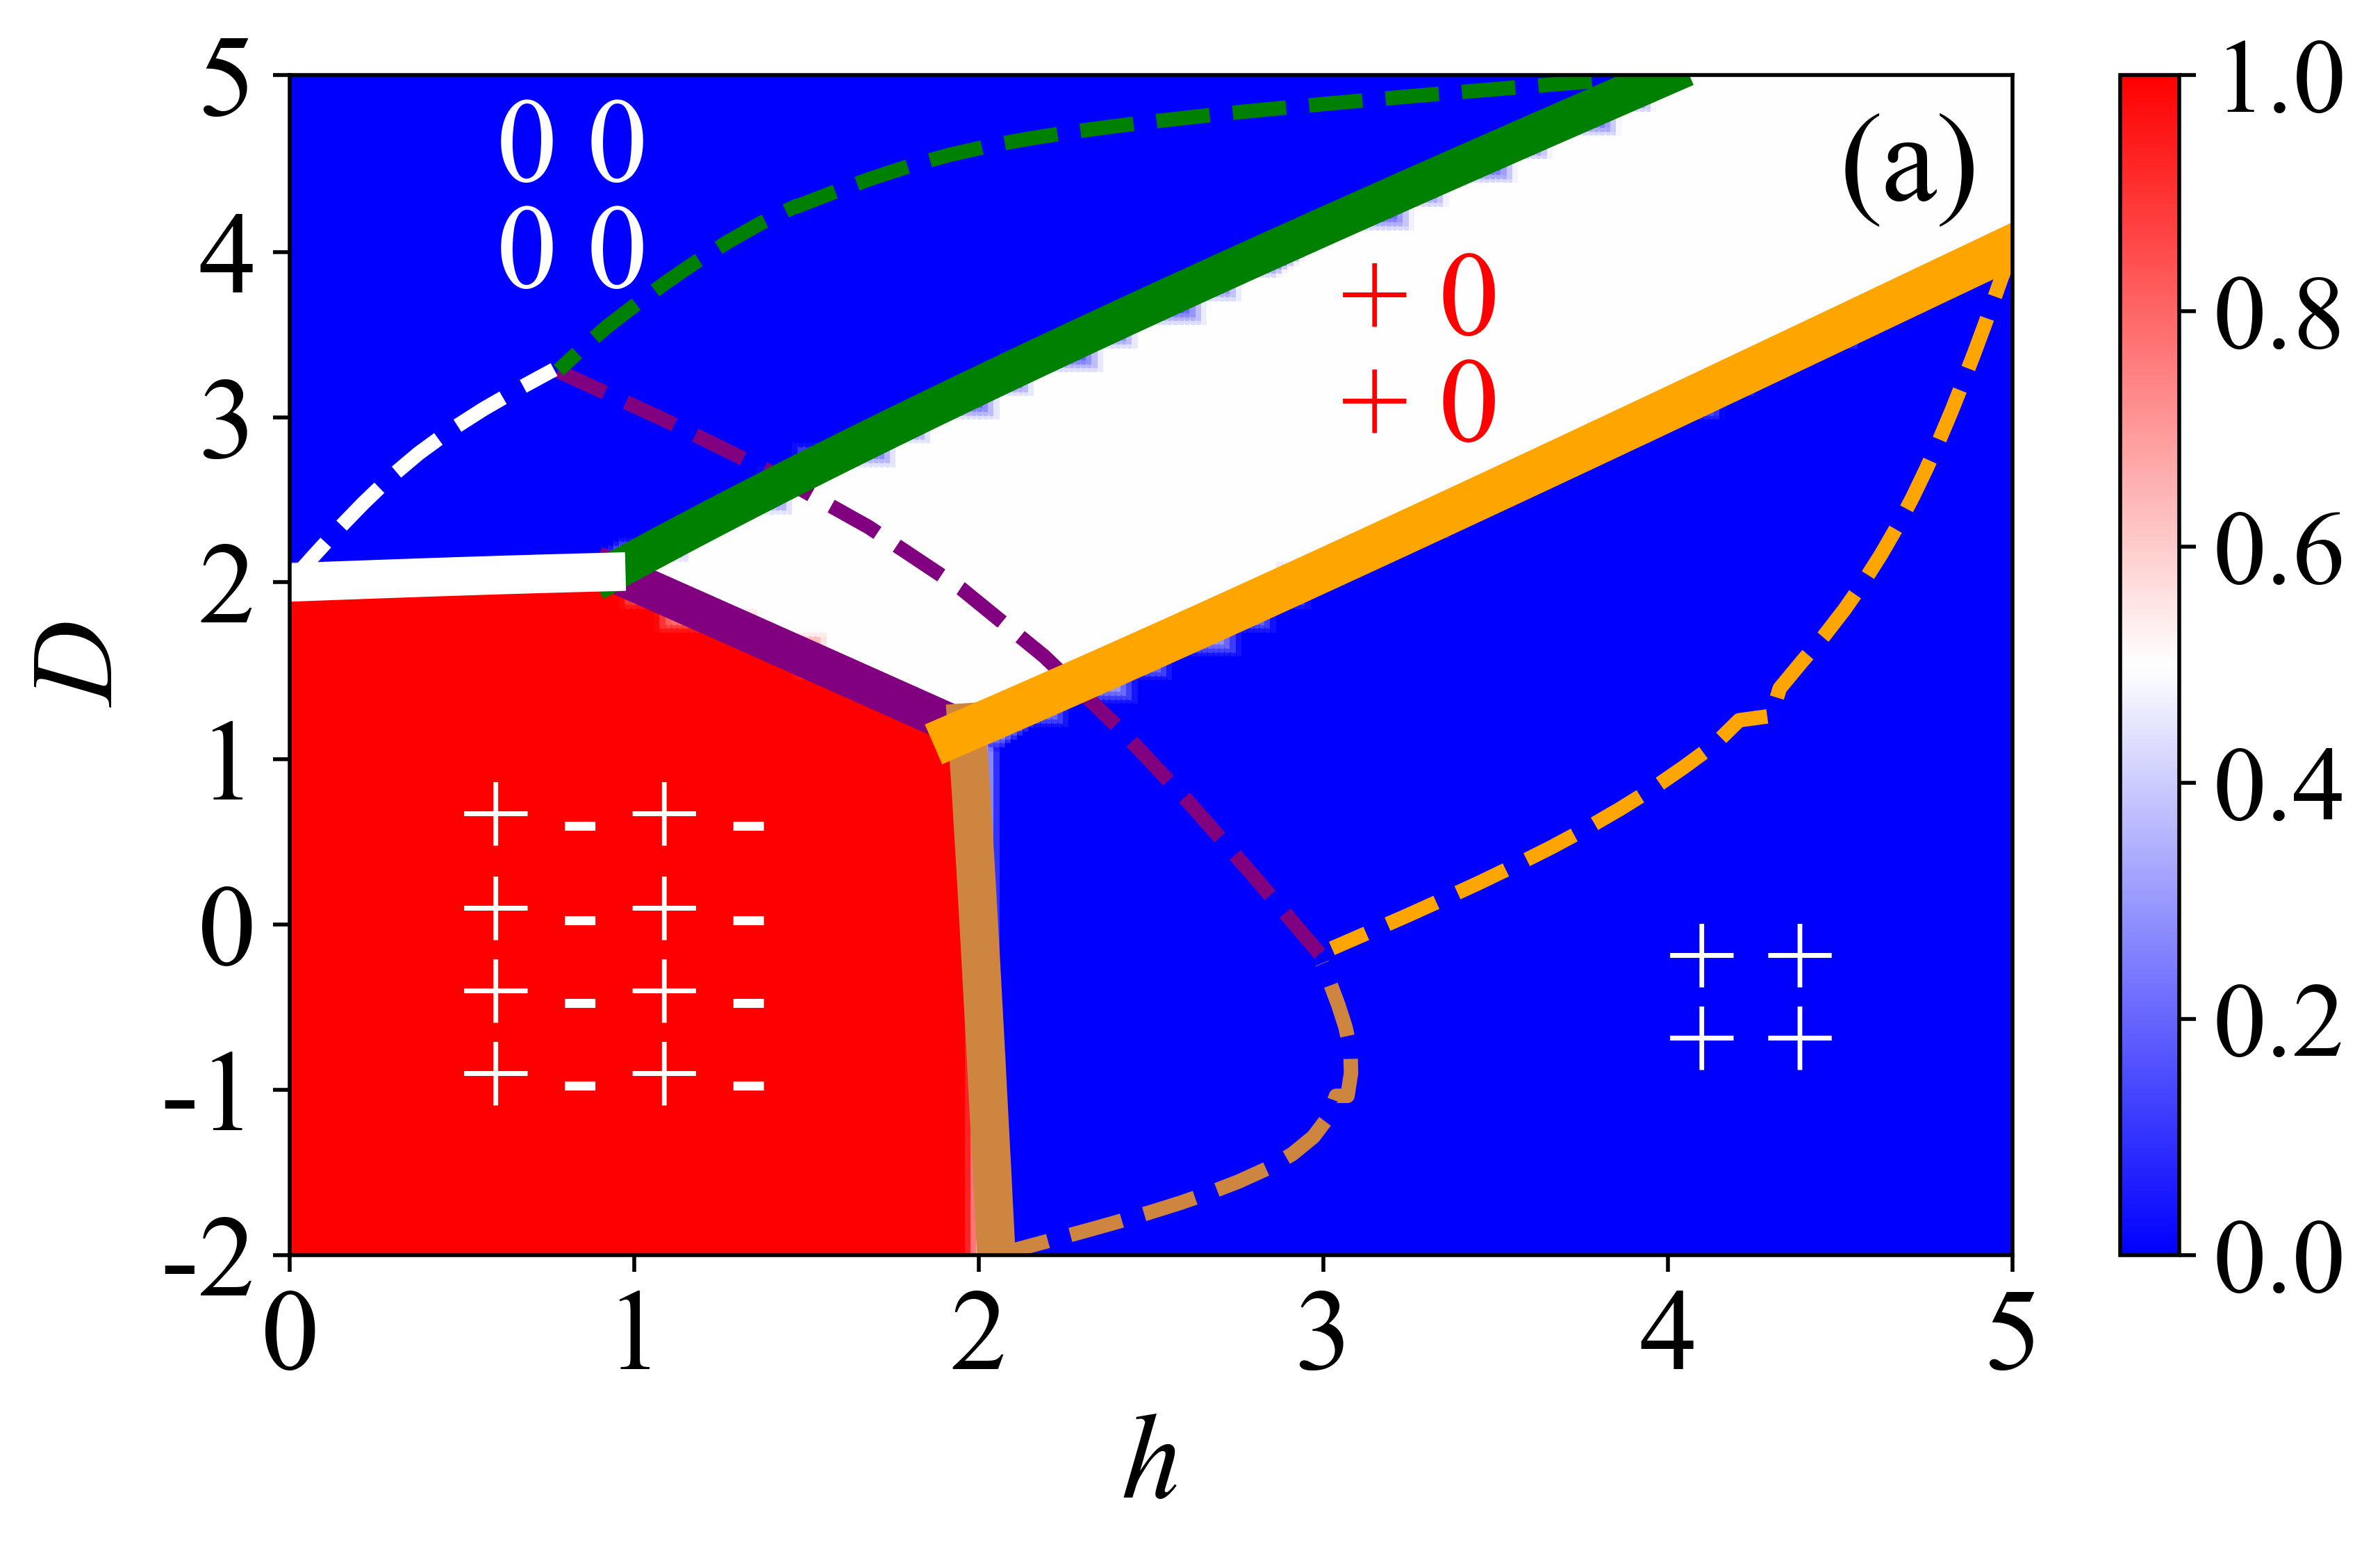 5
4
3
2
1
0
-1
-2
D
0 0
0 0
(a)
+ 0
+ 0
+ - + -
+ - + -
+ - + -
+ - + -
+ +
+ +
0 1 2 3 4 5
h
1.0
0.8
0.6
0.4
0.2
0.0